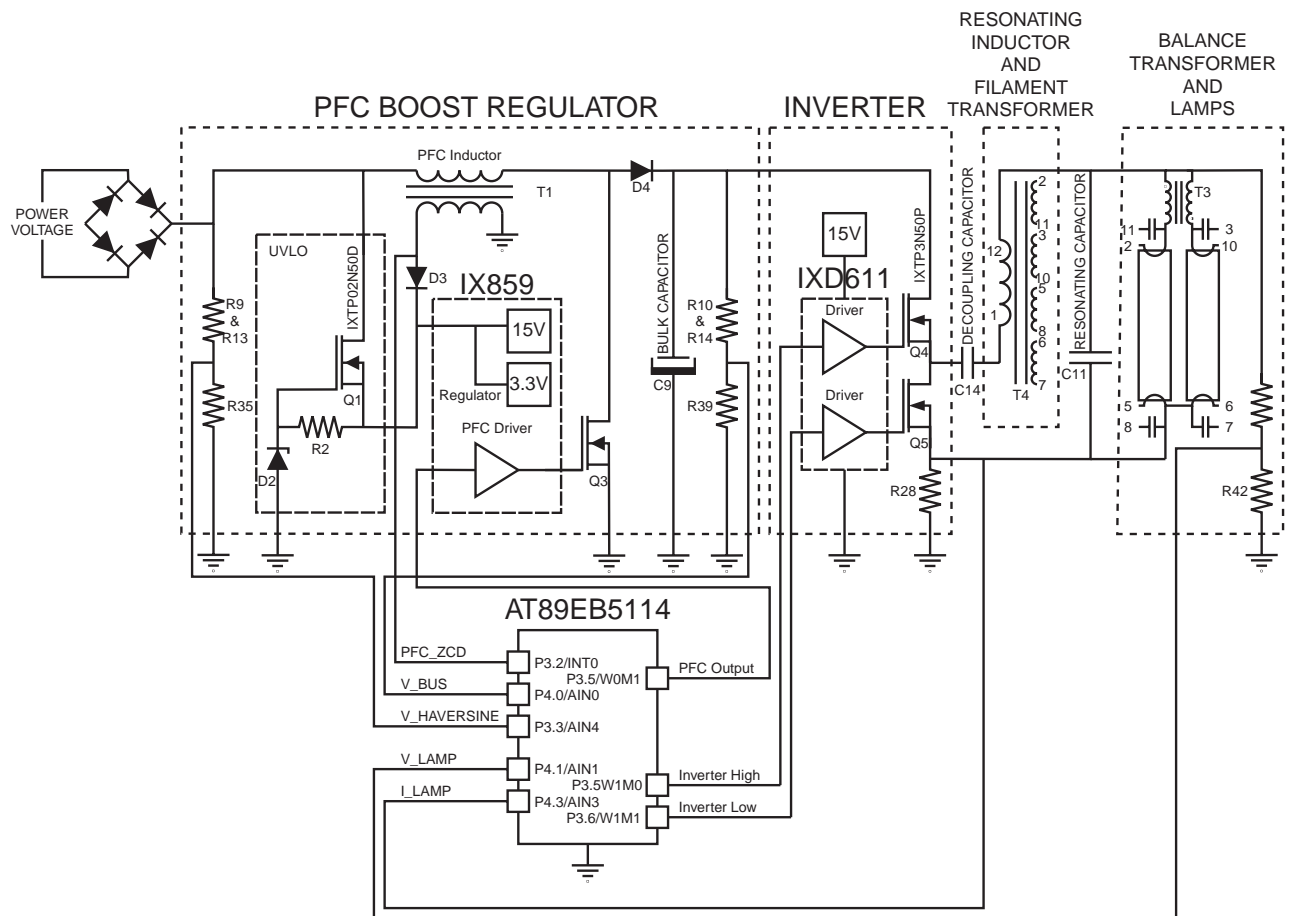 RESONATING
INDUCTOR
AND
FILAMENT
TRANSFORMER
BALANCE
TRANSFORMER
AND
LAMPS
PFC BOOST REGULATOR
INVERTER
POWER
VOLTAGE
PFC Inductor
T1
D4
UVLO
IXTP02N50D
D3
IX859
15V
3.3V
Regulator
PFC Driver
R9
&
R13
R35
Q1
R2
D2
Q3
BULK CAPACITOR
C9
R10
&
R14
R39
15V
IXD611
Driver
Driver
IXTP3N50P
Q4
Q5
R28
DECOUPLING CAPACITOR
C14
12
1
2
11
3
10
5
8
6
7
T4
RESONATING CAPACITOR
C11
T3
11
3
2
10
5
6
8
7
R42
AT89EB5114
PFC_ZCD
P3.2/INT0
V_BUS
P4.0/AIN0
V_HAVERSINE
P3.3/AIN4
V_LAMP
P4.1/AIN1
I_LAMP
P4.3/AIN3
P3.5/W0M1
PFC Output
P3.5W1M0
Inverter High
P3.6/W1M1
Inverter Low